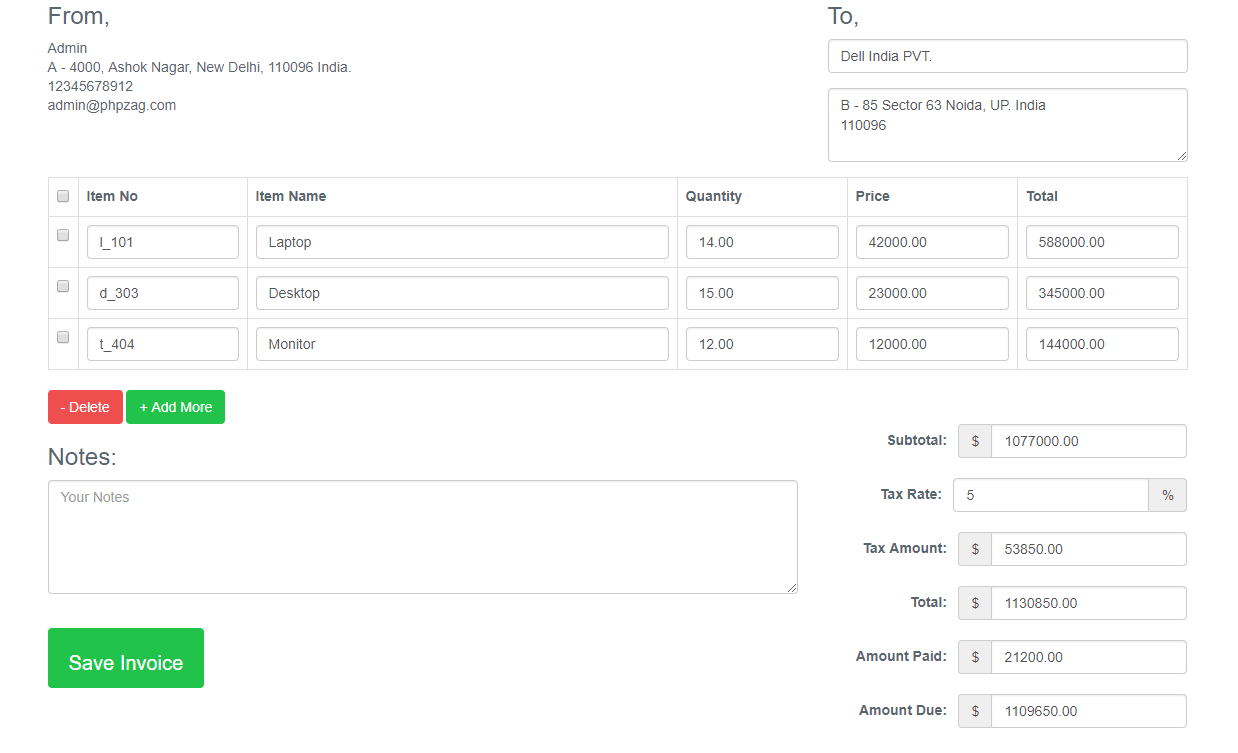 From,
Admin
A - 4000, Ashok Nagar, New Delhi, 110096 India.
12345678912
admin@phpzag.com
To,
Dell India PVT.
B - 85 Sector 63 Noida, UP. India
110096
Item No Item Name Quantity Price Total
l_101 Laptop 14.00 42000.00 588000.00
d_303 Desktop 15.00 23000.00 345000.00
t_404 Monitor 12.00 12000.00 144000.00
- Delete + Add More
Notes:
Your Notes
Save Invoice
Subtotal: $ 1077000.00
Tax Rate: 5 %
Tax Amount: $ 53850.00
Total: $ 1130850.00
Amount Paid: $ 21200.00
Amount Due: $ 1109650.00